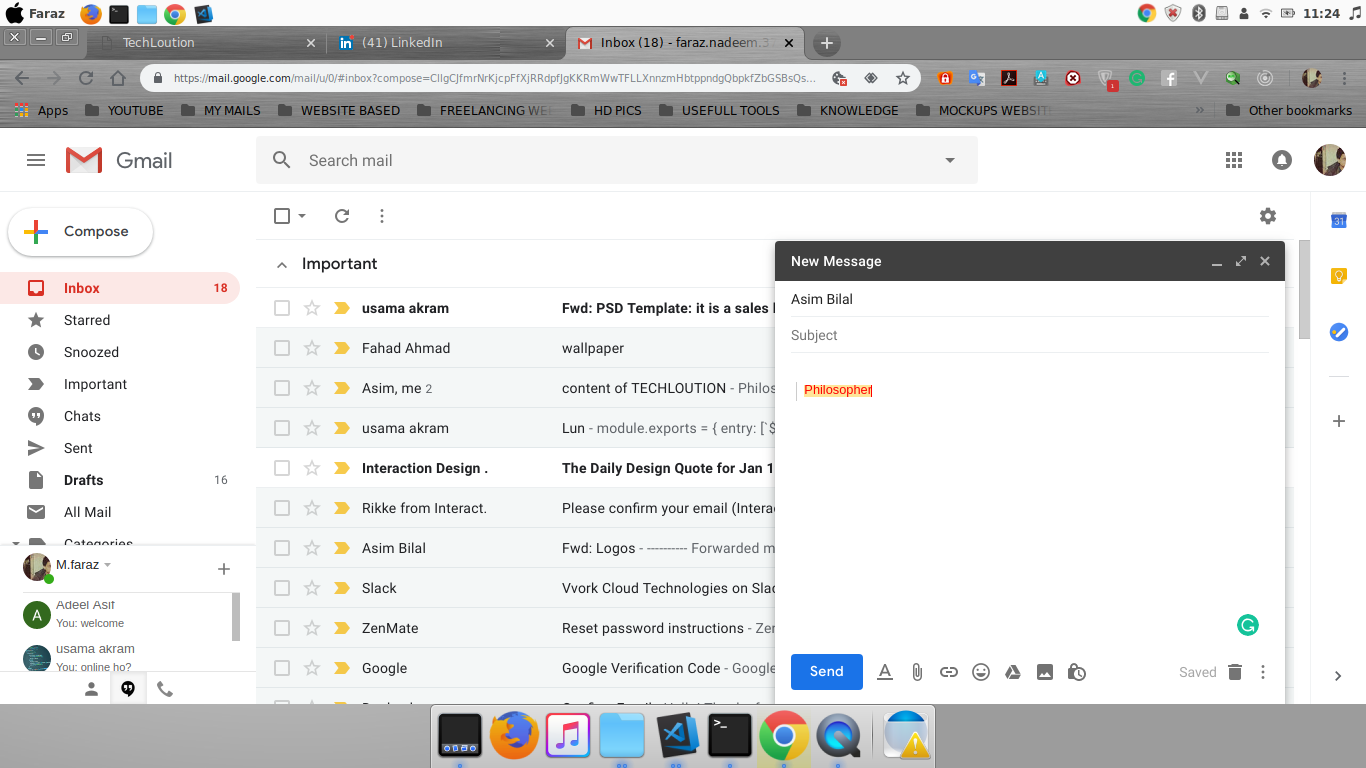 Faraz 11:24
TechLoution (41) LinkedIn Inbox (18) - faraz.nadeem.37
https://mail.google.com/mail/u/0/#inbox?compose=
Apps YOUTUBE MY MAILS WEBSITE BASED FREELANCING HD PICS USEFULL TOOLS KNOWLEDGE MOCKUPS » Other bookmarks
Gmail Search mail
Compose
Important
Inbox 18
Starred
Snoozed
Important
Chats
Sent
Drafts 16
All Mail
Categories
usama akram Fwd: PSD Template: it is a sales
Fahad Ahmad wallpaper
Asim, me 2 content of TECHLOUTION - Philos
usama akram Lun - module.exports = { entry: [`$
Interaction Design . The Daily Design Quote for Jan 1
Rikke from Interact. Please confirm your email (Interac
Asim Bilal Fwd: Logos - ---------- Forwarded m
Slack Vvork Cloud Technologies on Slac
ZenMate Reset password instructions - Zen
Google Google Verification Code - Google
New Message
Asim Bilal
Subject
Philosopher
Send Saved
M.faraz
Adeel Asif
You: welcome
usama akram
You: online ho?
A
31
1
>_